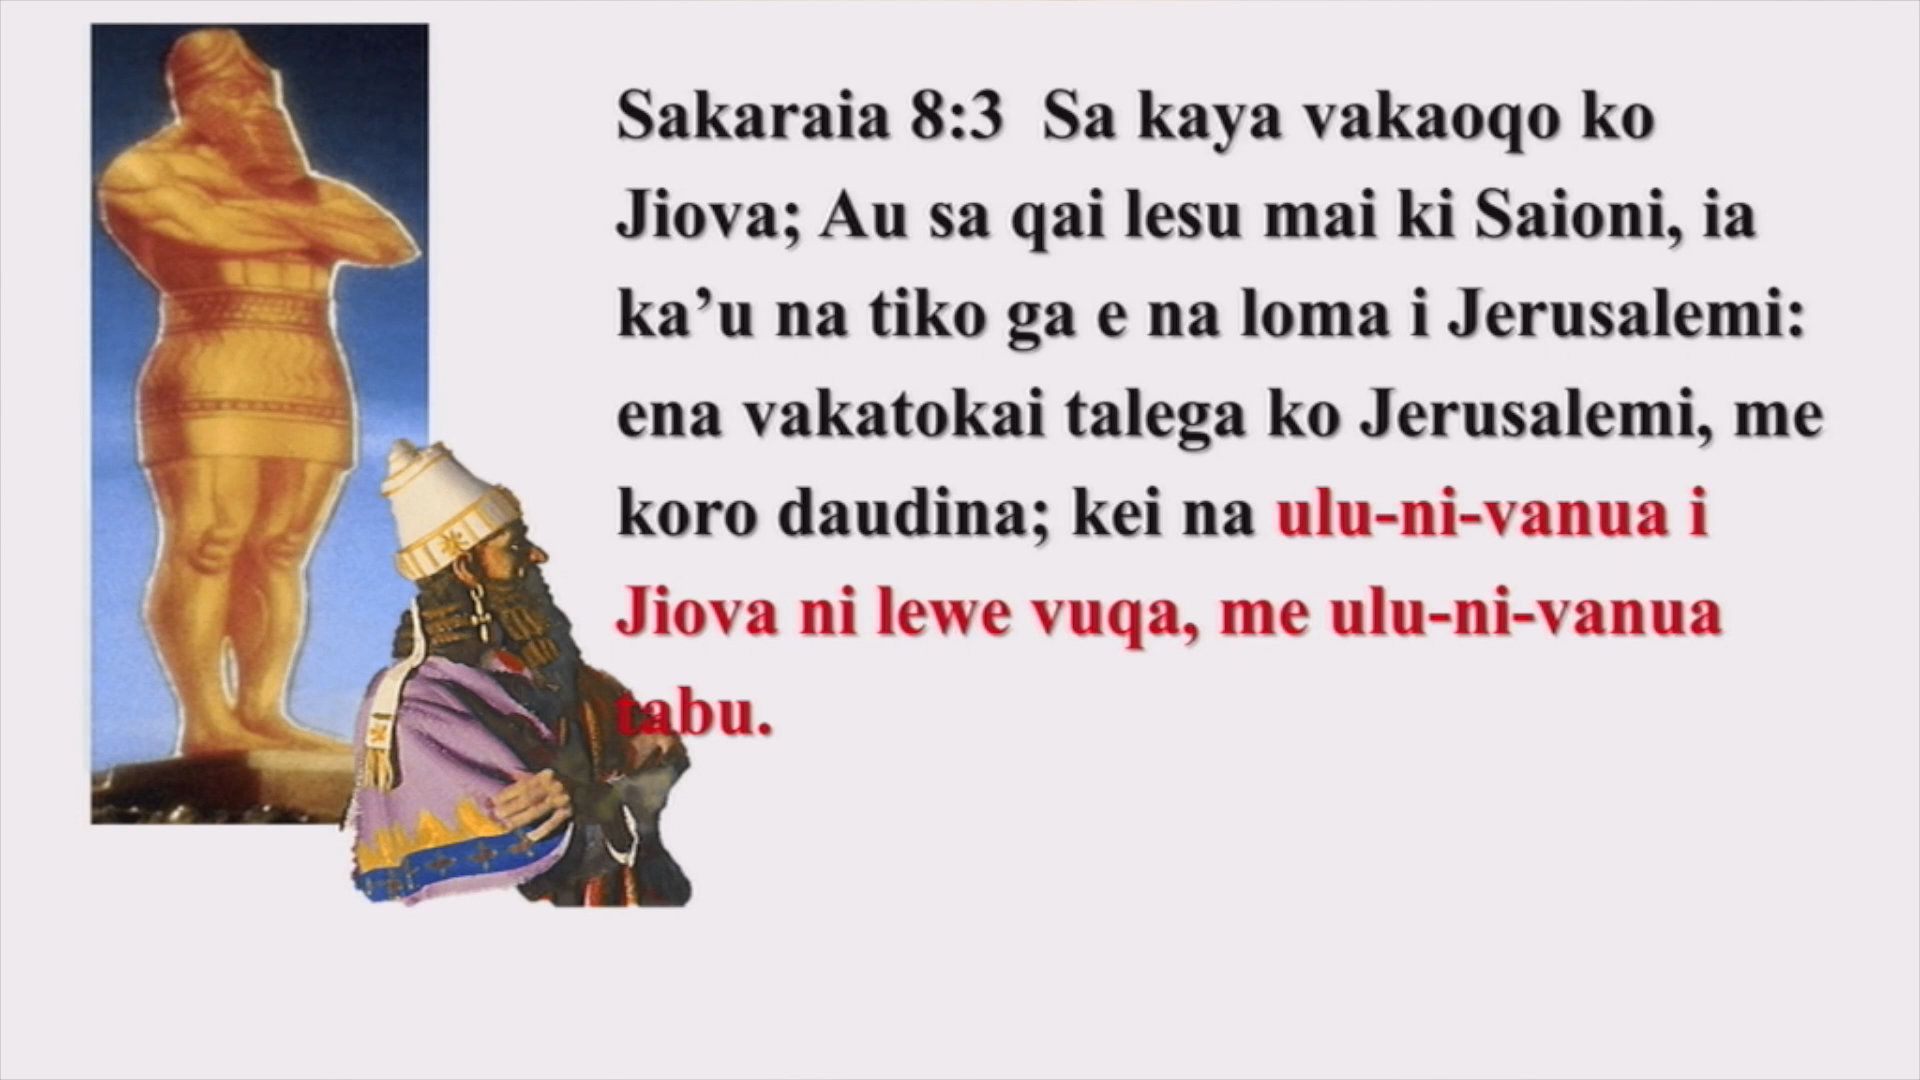 Sakaraia 8:3  Sa kaya vakaoqo ko
Jiova; Au sa qai lesu mai ki Saioni, ia
ka’u na tiko ga e na loma i Jerusalemi:
ena vakatokai talega ko Jerusalemi, me
koro daudina; kei na ulu-ni-vanua i
Jiova ni lewe vuqa, me ulu-ni-vanua
tabu.